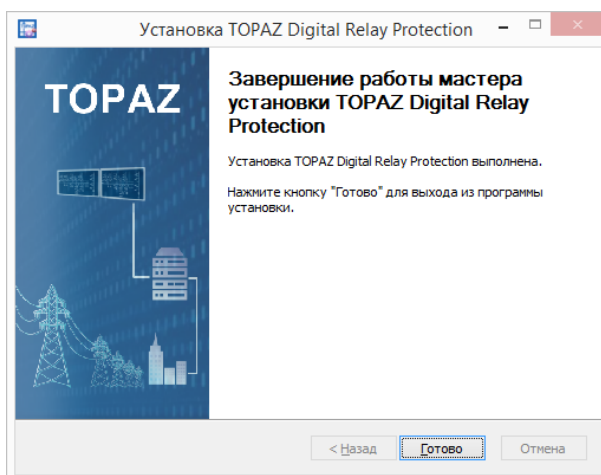 Установка TOPAZ Digital Relay Protection
TOPAZ
Завершение работы мастера
установки TOPAZ Digital Relay
Protection
Установка TOPAZ Digital Relay Protection выполнена.
Нажмите кнопку "Готово" для выхода из программы
установки.
< Назад
Готово
Отмена